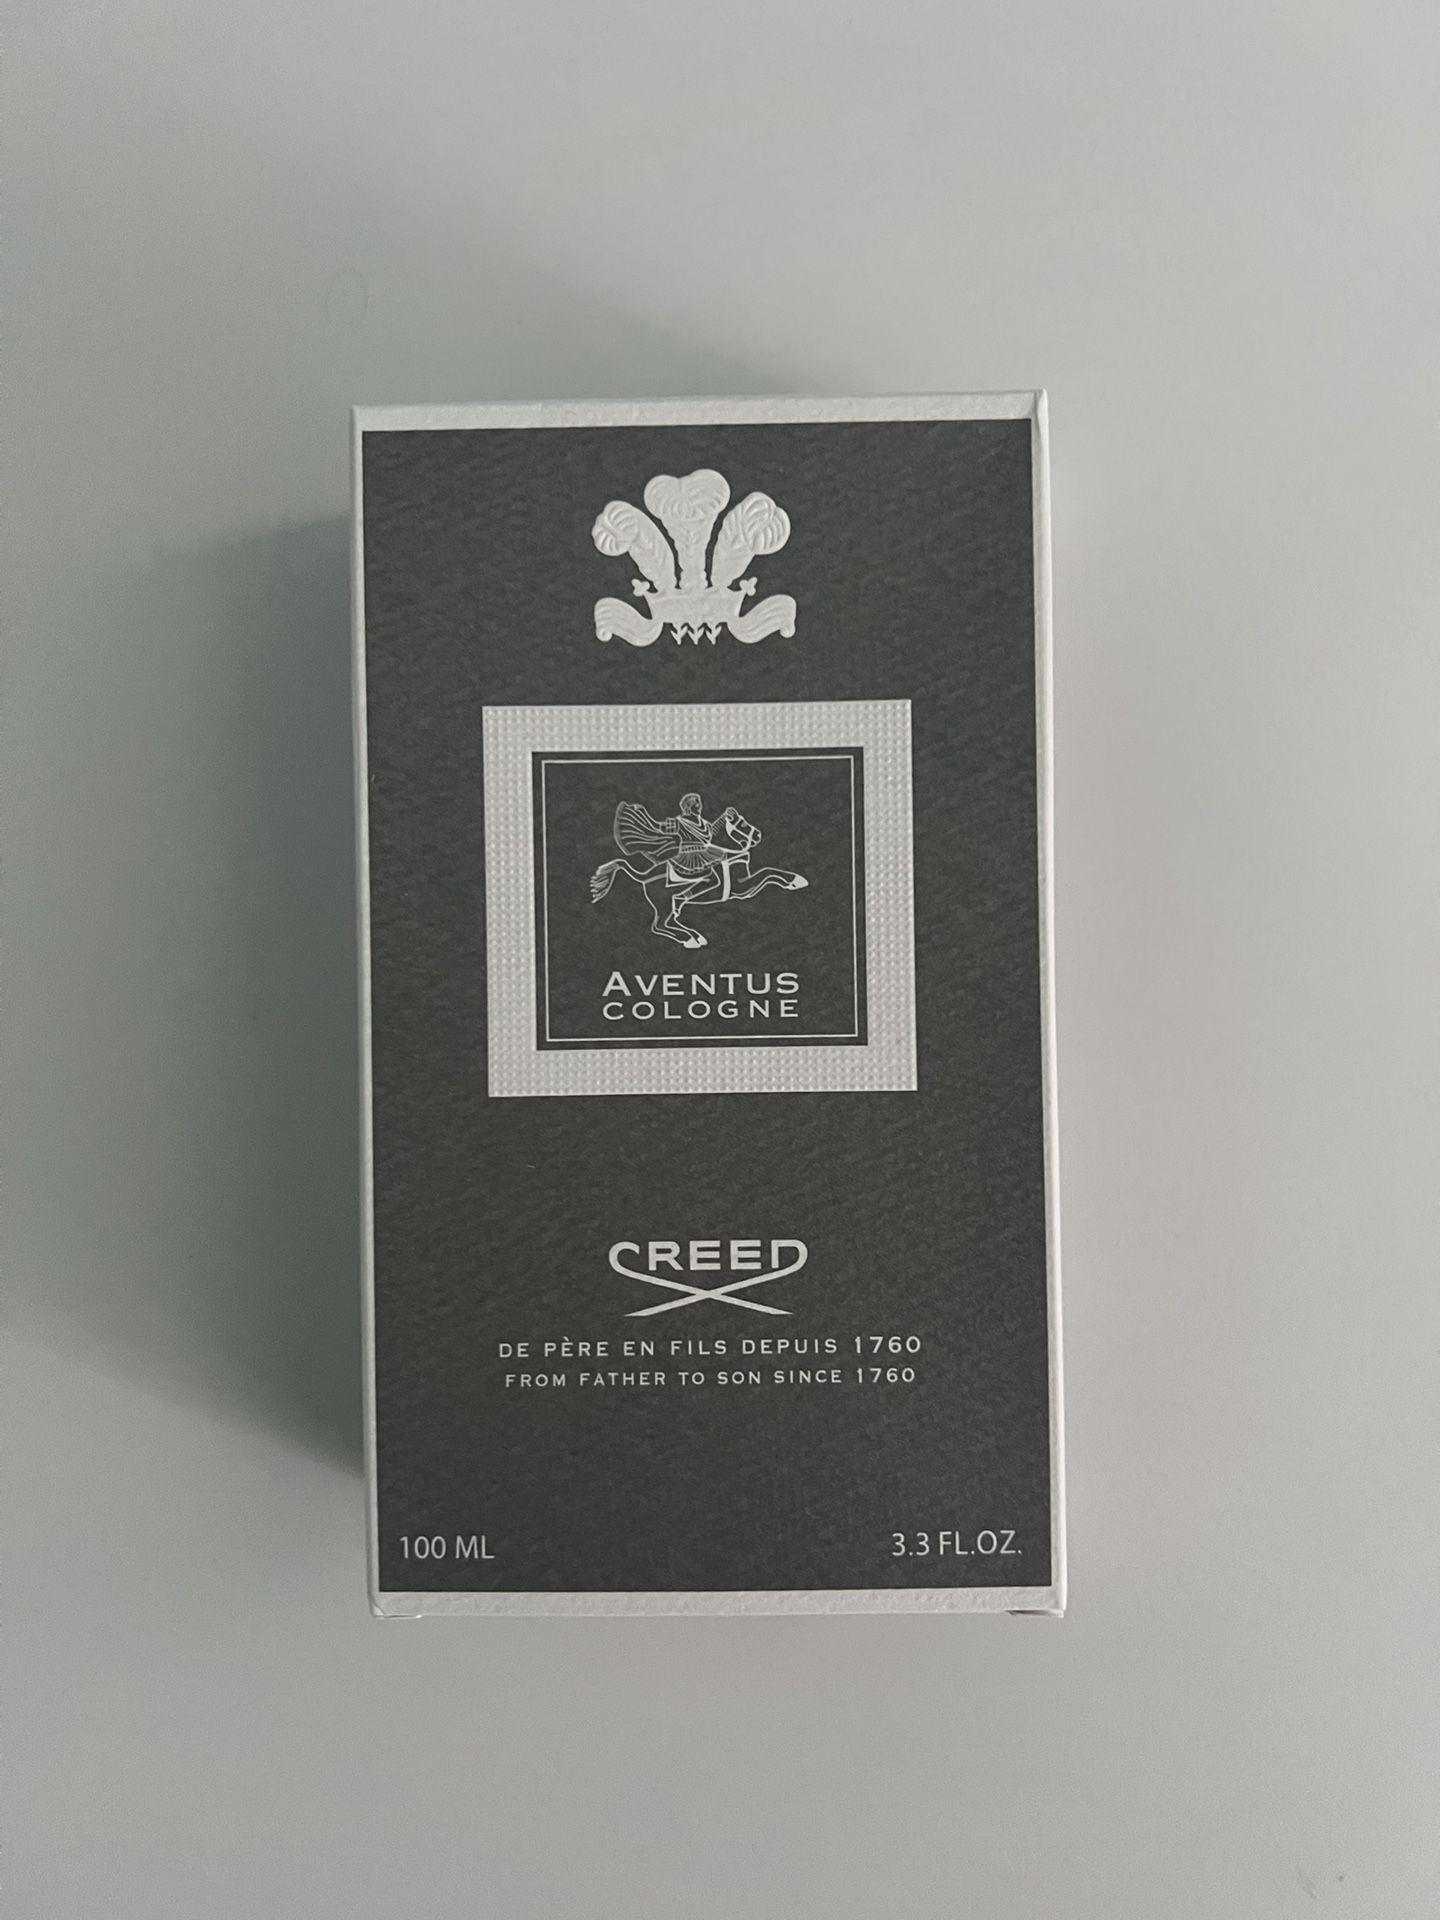 AVENTUS
COLOGNE
CREED
DE PÈRE EN FILS DEPUIS 1760
FROM FATHER TO SON SINCE 1760
100 ML 3.3 FL.OZ.